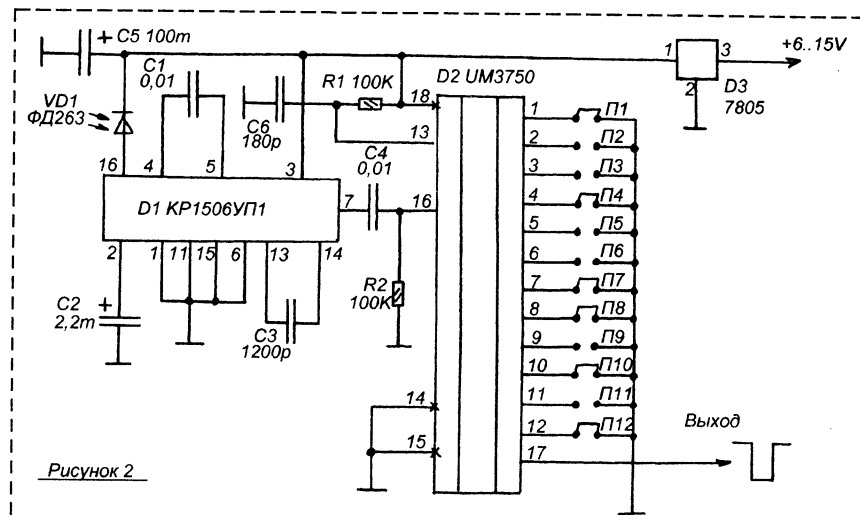 C5 100m
+
C1
0,01
VD1
ФД263
R1 100K
C6
180p
D2 UM3750
18
13
1
3
2
+6..15V
D3
7805
16
4
5
3
D1 КР1506УП1
7
C4
0,01
16
2
1
11
15
6
13
14
+
C2
2,2m
C3
1200p
R2
100K
14
15
1 П1
2 П2
3 П3
4 П4
5 П5
6 П6
7 П7
8 П8
9 П9
10 П10
11 П11
12 П12
17
Выход
Рисунок 2